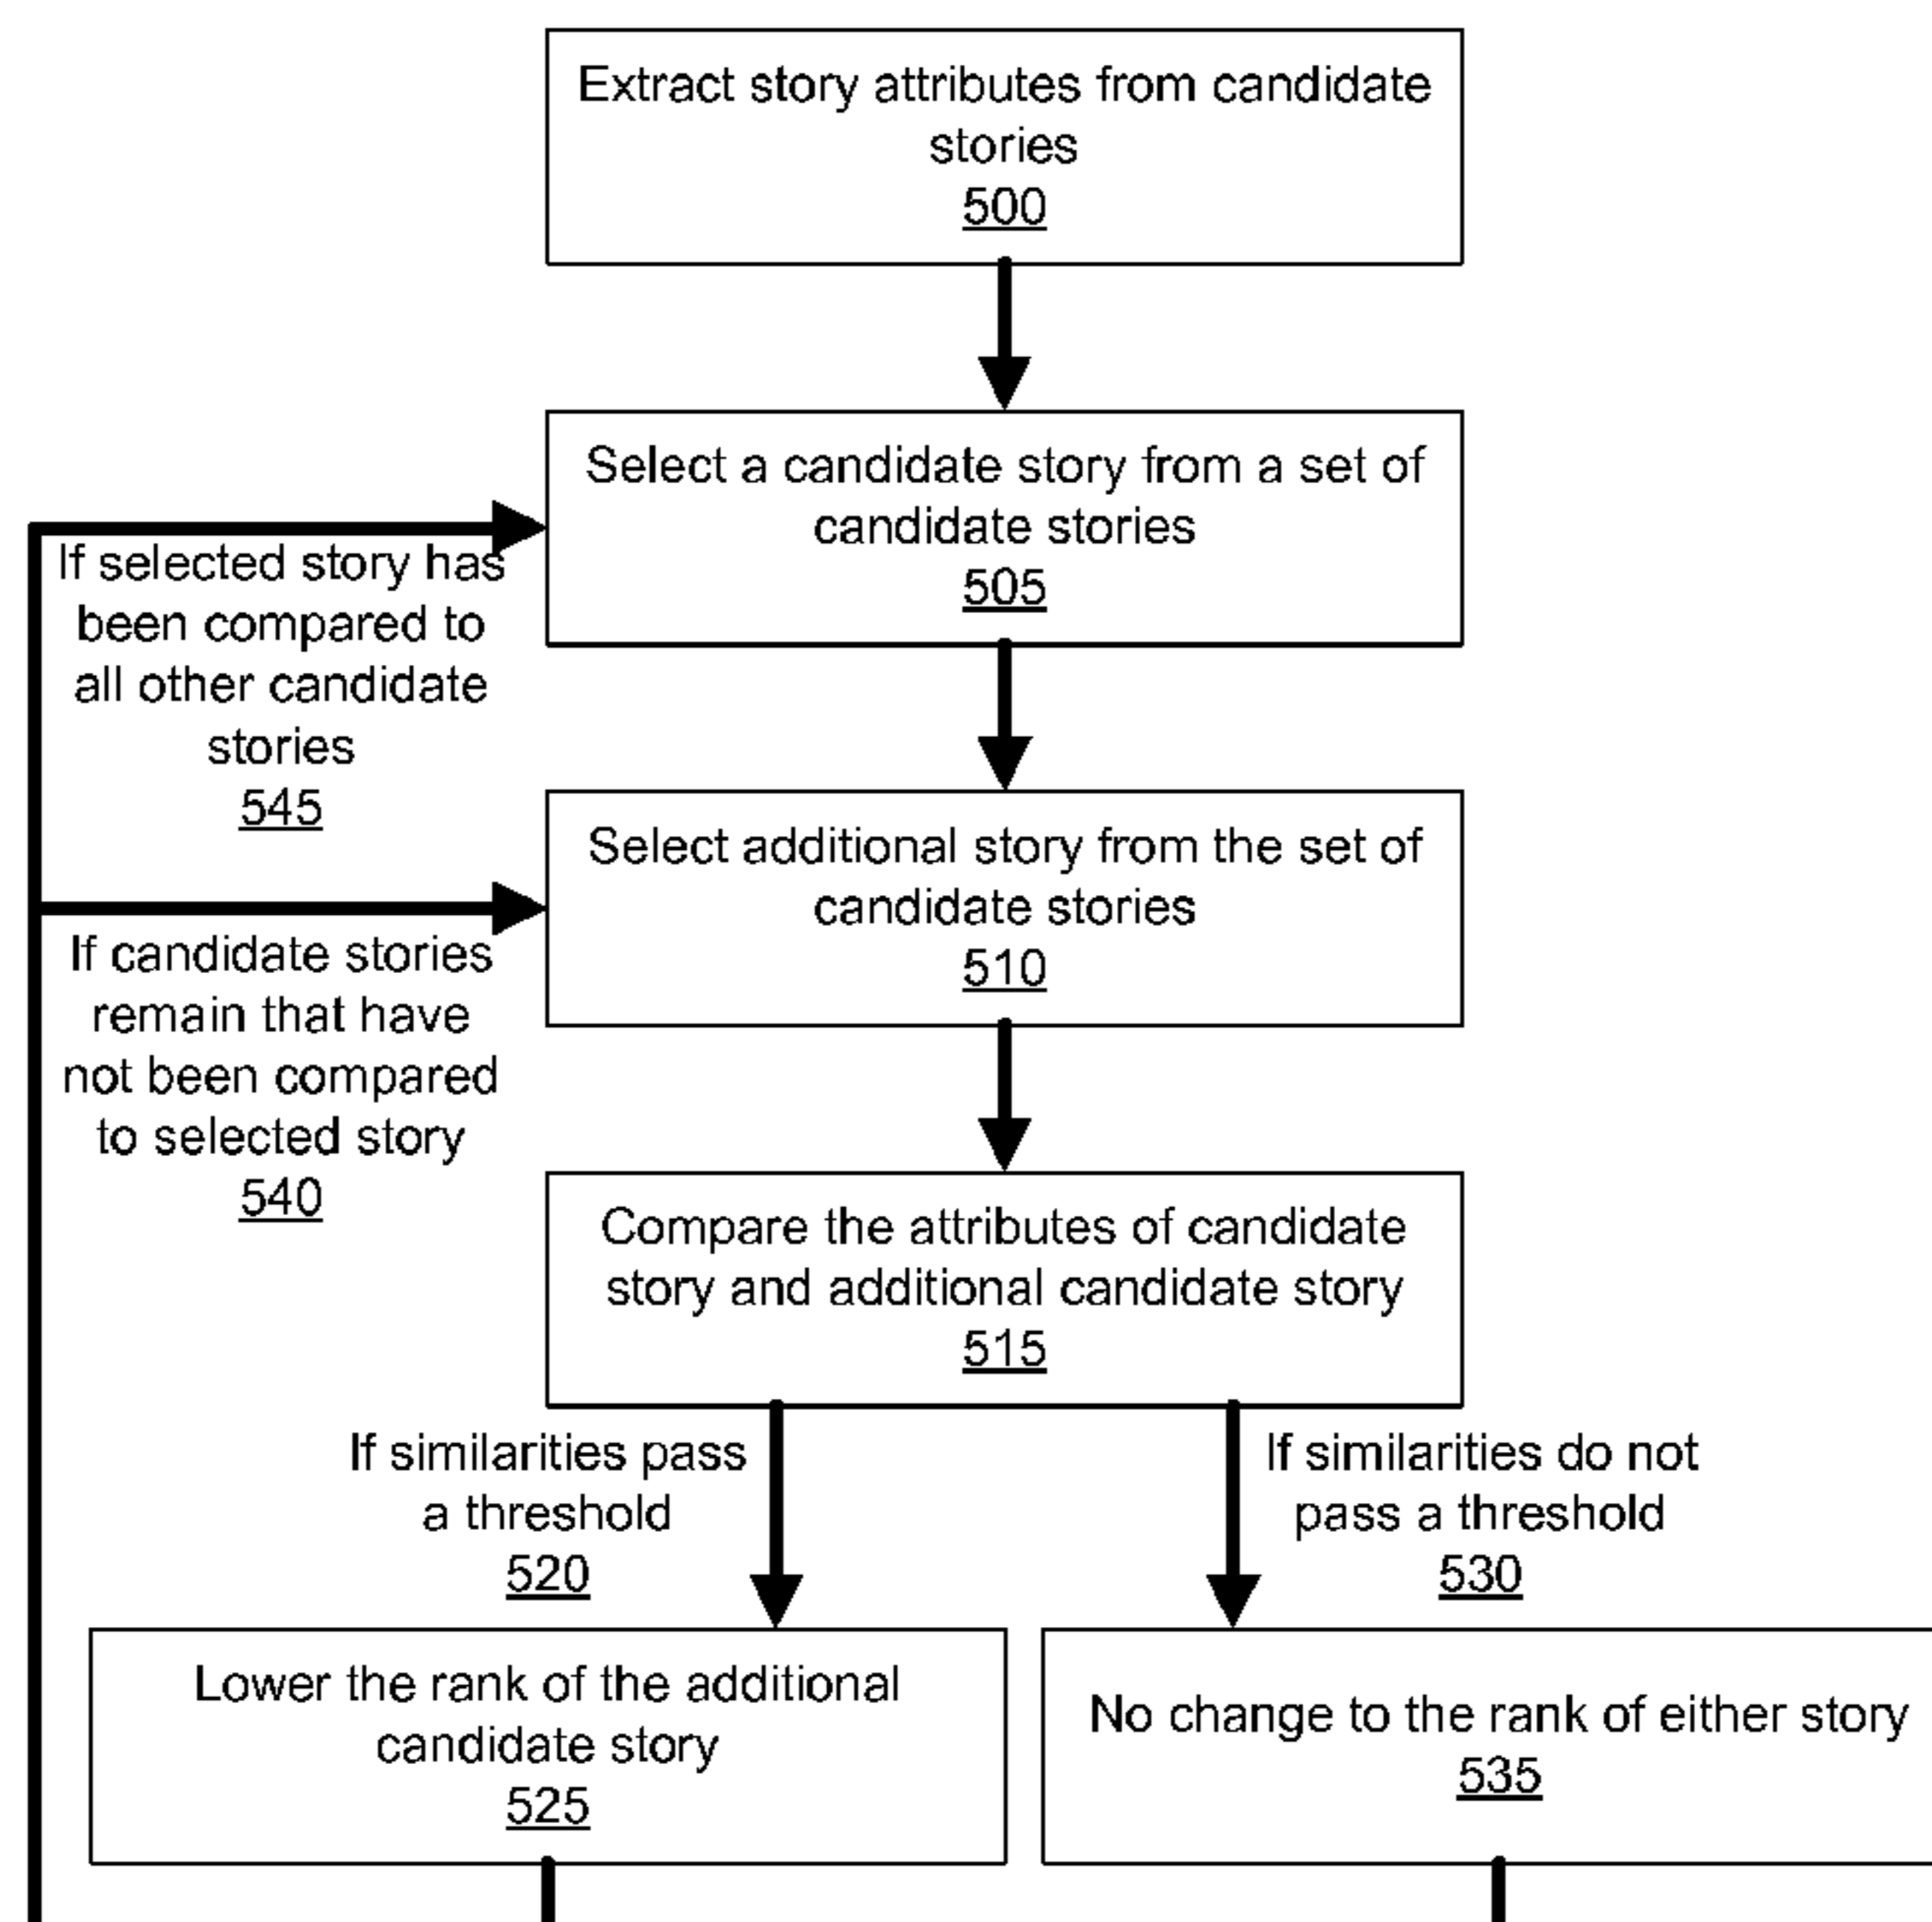 Extract story attributes from candidate
stories
500
Select a candidate story from a set of
candidate stories
505
If selected story has
been compared to
all other candidate
stories
545
Select additional story from the set of
candidate stories
510
If candidate stories
remain that have
not been compared
to selected story
540
Compare the attributes of candidate
story and additional candidate story
515
If similarities pass
a threshold
520
If similarities do not
pass a threshold
530
Lower the rank of the additional
candidate story
525
No change to the rank of either story
535